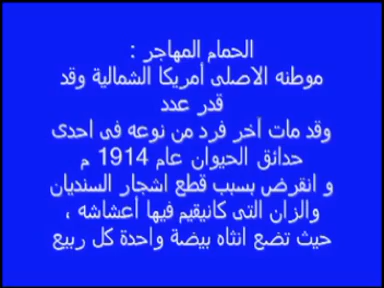 الحمام المهاجر :
موطنه الاصلى أمريكا الشمالية وقد
قدر عدد
وقد مات آخر فرد من نوعه فى احدى
حدائق الحيوان عام 1914 م
و انقرض بسبب قطع اشجار السنديان
والزان التى كانيقيم فيها أعشاشه ،
حيث تضع انثاه بيضة واحدة كل ربيع